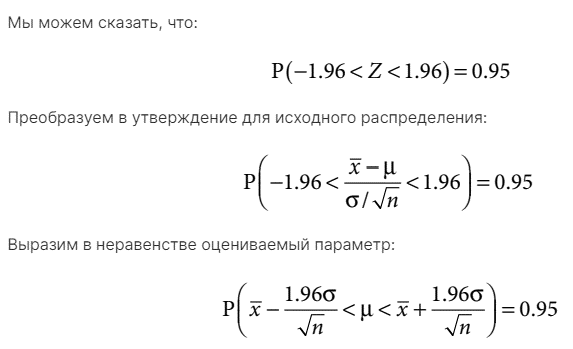 Мы можем сказать, что:
P(−1.96 < Z < 1.96) = 0.95
Преобразуем в утверждение для исходного распределения:
P(−1.96 < (x̅ − μ)/(σ/√n) < 1.96) = 0.95
Выразим в неравенстве оцениваемый параметр:
P(x̅ − 1.96σ/√n < μ < x̅ + 1.96σ/√n) = 0.95